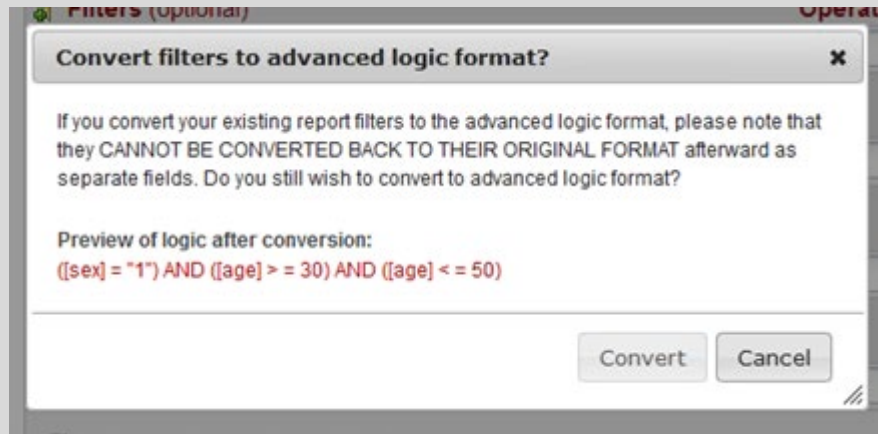 Filters (optional) Operat
Convert filters to advanced logic format?
If you convert your existing report filters to the advanced logic format, please note that
they CANNOT BE CONVERTED BACK TO THEIR ORIGINAL FORMAT afterward as
separate fields. Do you still wish to convert to advanced logic format?
Preview of logic after conversion:
([sex] = "1") AND ([age] > = 30) AND ([age] < = 50)
Convert Cancel